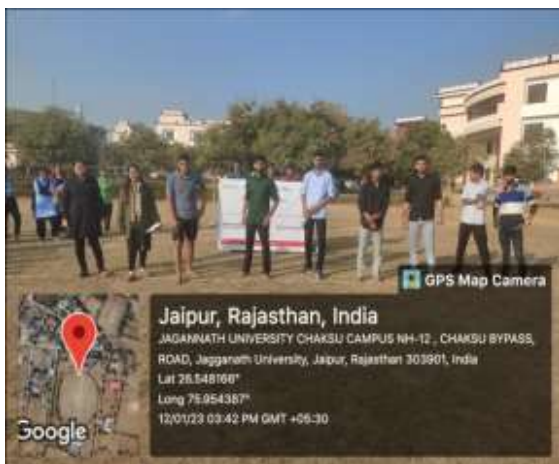 GPS Map Camera
Jaipur, Rajasthan, India
JAGANNATH UNIVERSITY CHAKSU CAMPUS NH-12 , CHAKSU BYPASS,
ROAD, Jagganath University, Jaipur, Rajasthan 303901, India
Lat 26.548166°
Long 75.954387°
12/01/23 03:42 PM GMT +05:30
Google